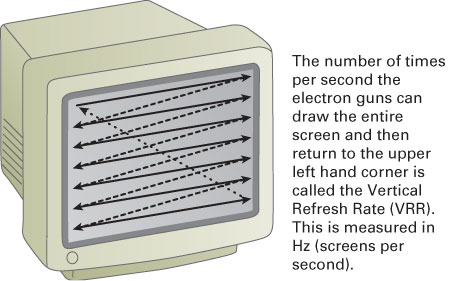 The number of times
per second the
electron guns can
draw the entire
screen and then
return to the upper
left hand corner is
called the Vertical
Refresh Rate (VRR).
This is measured in
Hz (screens per
second).